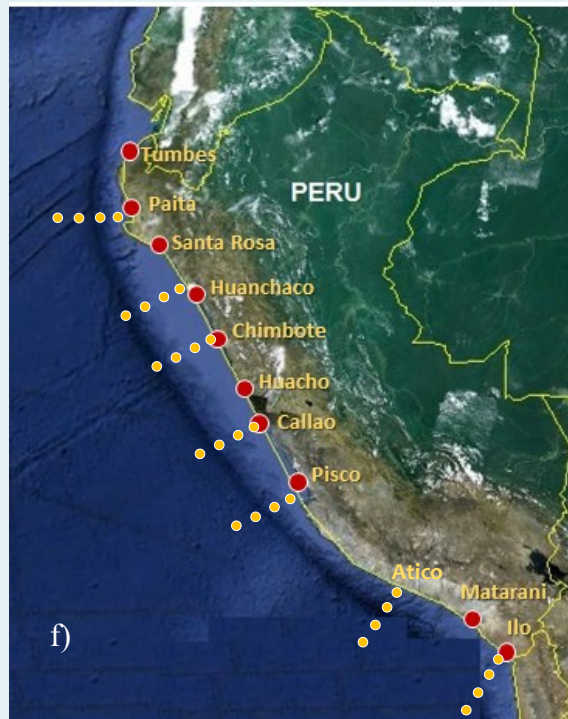 Tumbes
PERU
Paita
Santa Rosa
Huanchaco
Chimbote
Huacho
Callao
Pisco
Atico
Matarani
Ilo
f)